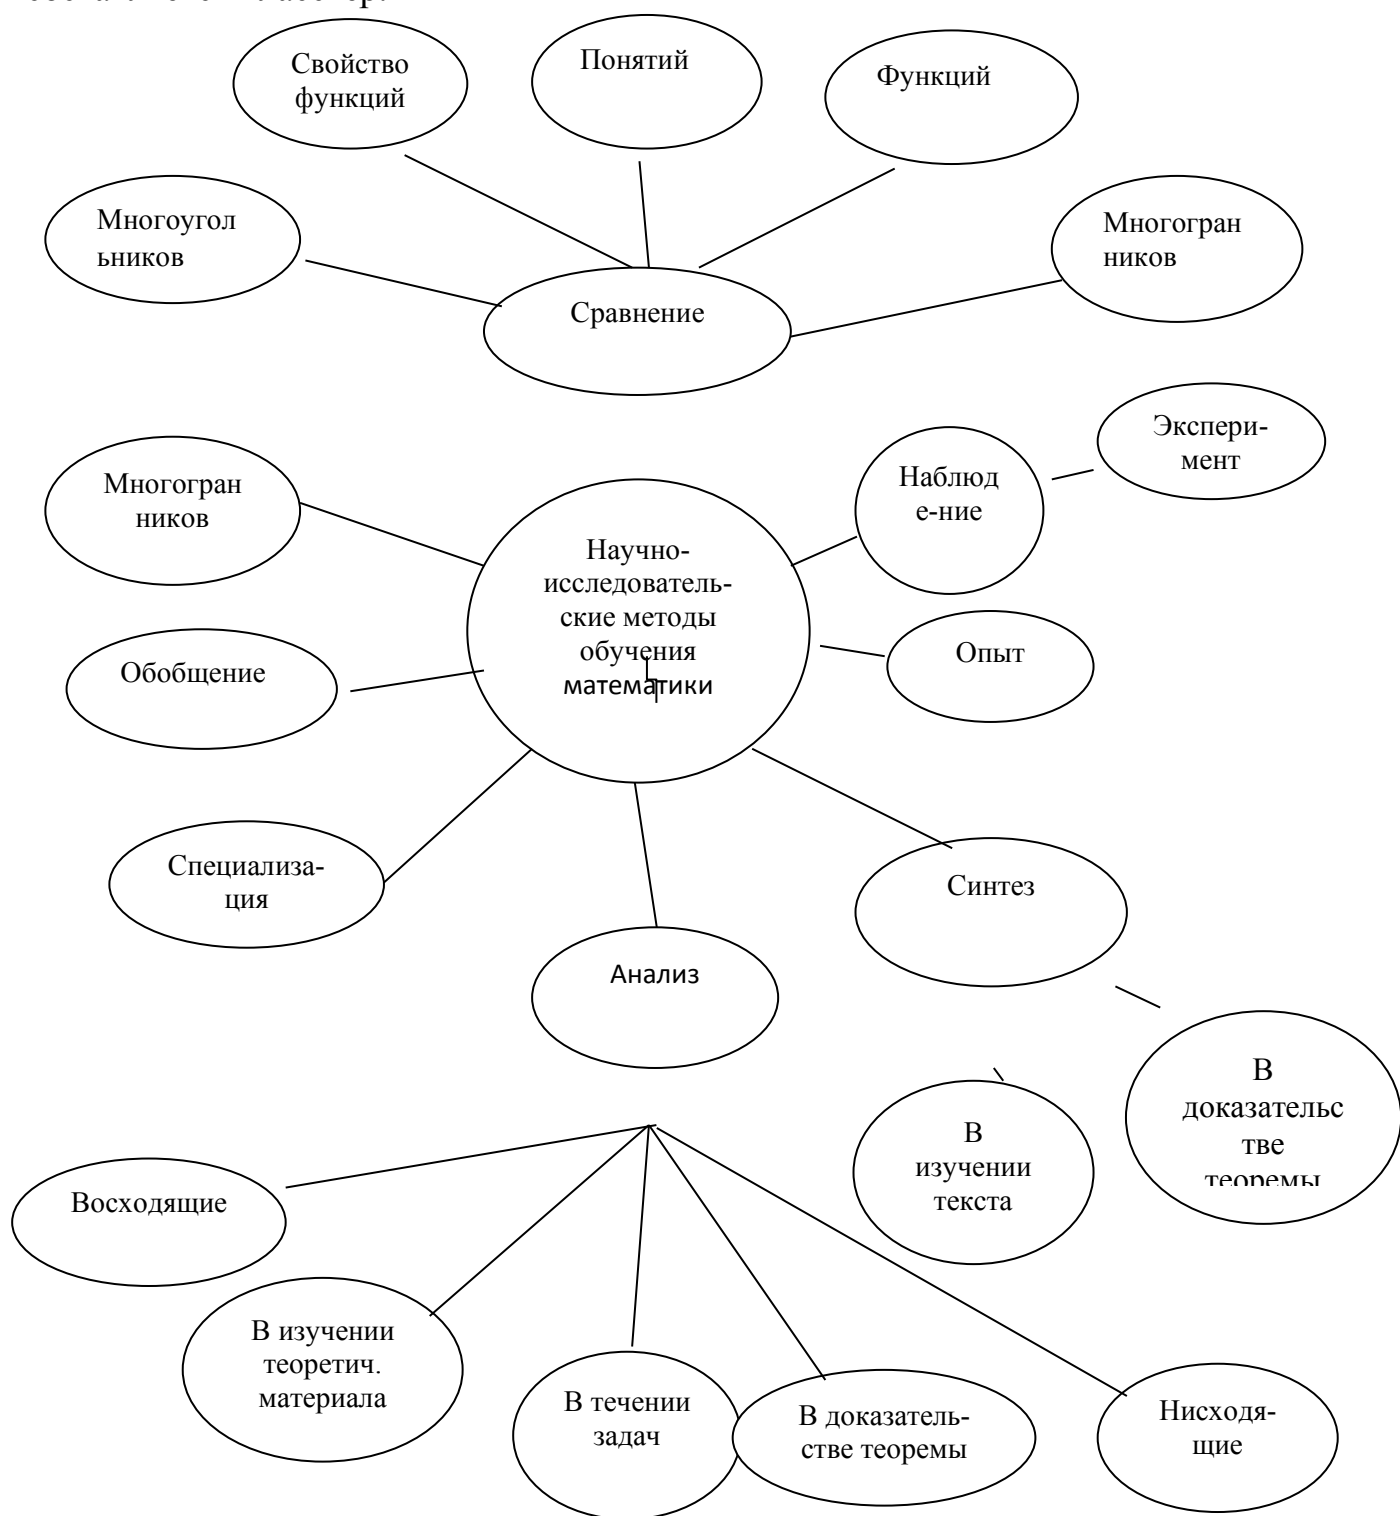 Свойство
функций
Понятий
Функций
Многоугол
ьников
Многогран
ников
Сравнение
Экспери-
мент
Наблюд
е-ние
Многогран
ников
Научно-
исследователь-
ские методы
обучения
математики
Опыт
Обобщение
Специализа-
ция
Синтез
Анализ
В
доказательс
тве
теоремы
В
изучении
текста
Восходящие
В изучении
теоретич.
материала
В течении
задач
В доказатель-
стве теоремы
Нисходя-
щие